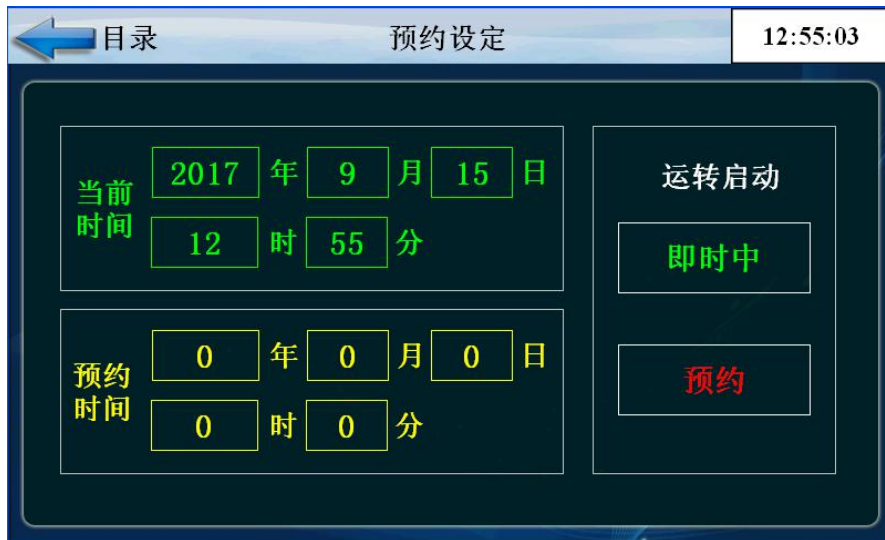 目录 预约设定 12:55:03
当前时间
2017 年 9 月 15 日
12 时 55 分
预约时间
0 年 0 月 0 日
0 时 0 分
运转启动
即时中
预约